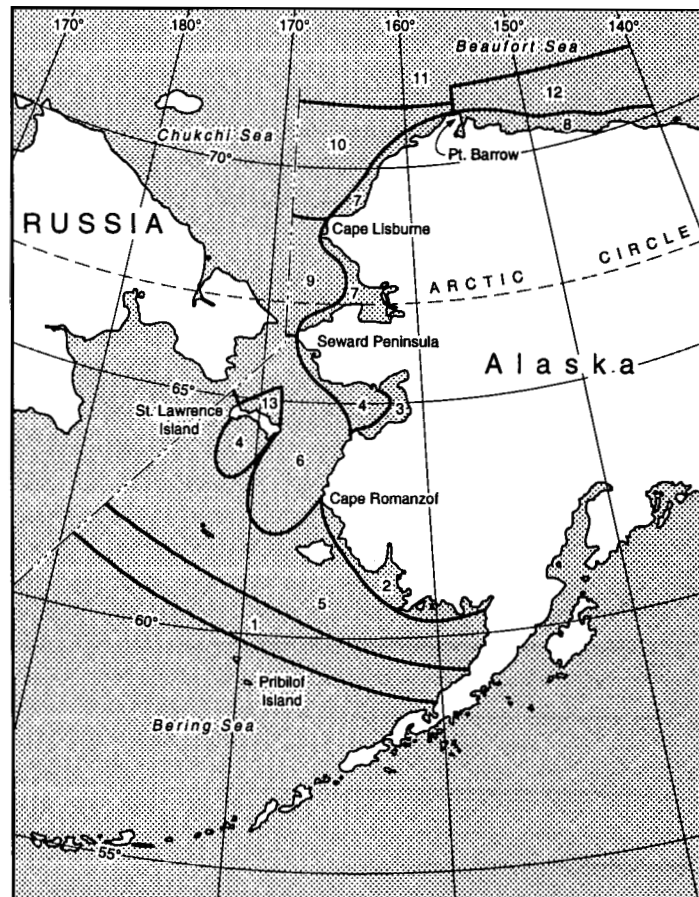 170° 180° 170° 160° 150° 140°
Beaufort Sea
11
12
Chukchi Sea
10
8
70°
Pt. Barrow
RUSSIA
7
Cape Lisburne
ARCTIC CIRCLE
9
7
Seward Peninsula
Alaska
65°
13
St. Lawrence
Island
4
3
4
6
Cape Romanzof
2
5
60°
1
Pribilof
Island
Bering Sea
55°